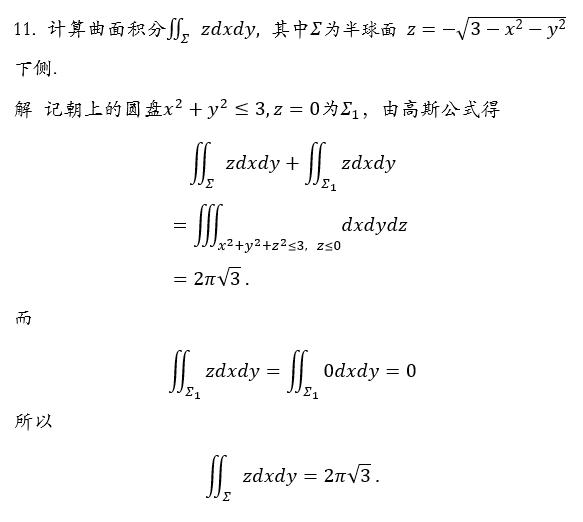 11. 计算曲面积分∬_Σ zdxdy, 其中Σ为半球面 z = −√(3 − x² − y²)
下侧.
解 记朝上的圆盘x² + y² ≤ 3, z = 0为Σ₁, 由高斯公式得
∬_Σ zdxdy + ∬_Σ₁ zdxdy
= ∭_{x²+y²+z²≤3, z≤0} dxdydz
= 2π√3 .
而
∬_Σ₁ zdxdy = ∬_Σ₁ 0dxdy = 0
所以
∬_Σ zdxdy = 2π√3 .